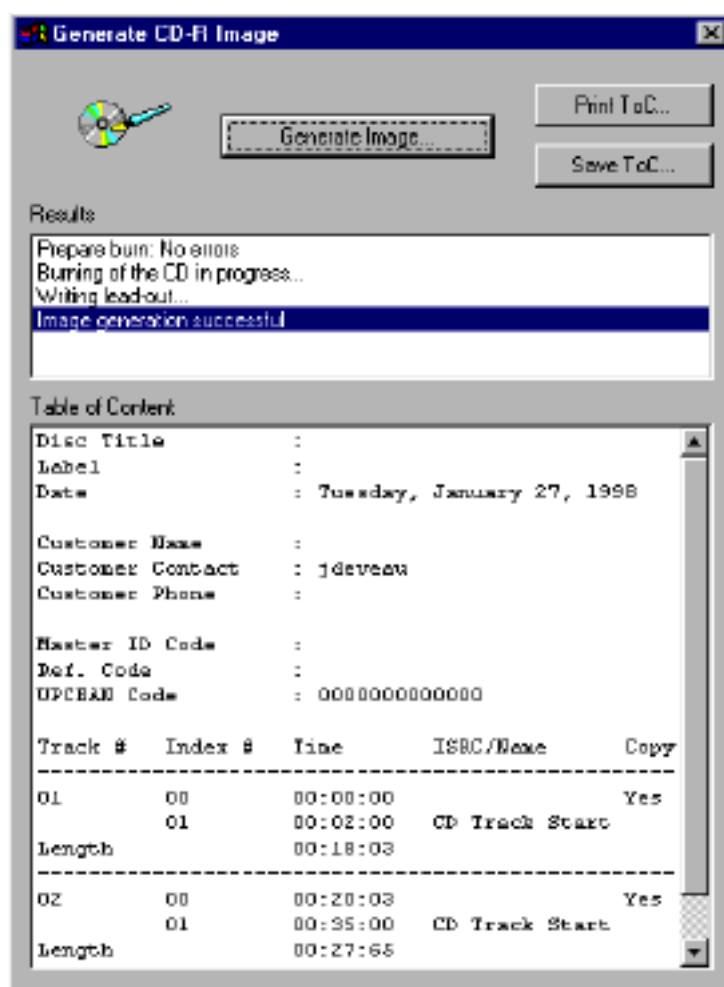 Generate CD-R Image
Print ToC...
Generate Image...
Save ToC...
Results
Prepare burn: No errors
Burning of the CD in progress...
Writing lead-out...
Image generation successful
Table of Content
Disc Title :
Label :
Date : Tuesday, January 27, 1998
Customer Name :
Customer Contact : jdeveau
Customer Phone :
Master ID Code :
Ref. Code :
UPCEAN Code : 0000000000000
Track # Index # Time ISRC/Name Copy
01 00 00:00:00 Yes
01 00:02:00 CD Track Start
Length 00:18:03
02 00 00:20:03 Yes
01 00:35:00 CD Track Start
Length 00:27:65